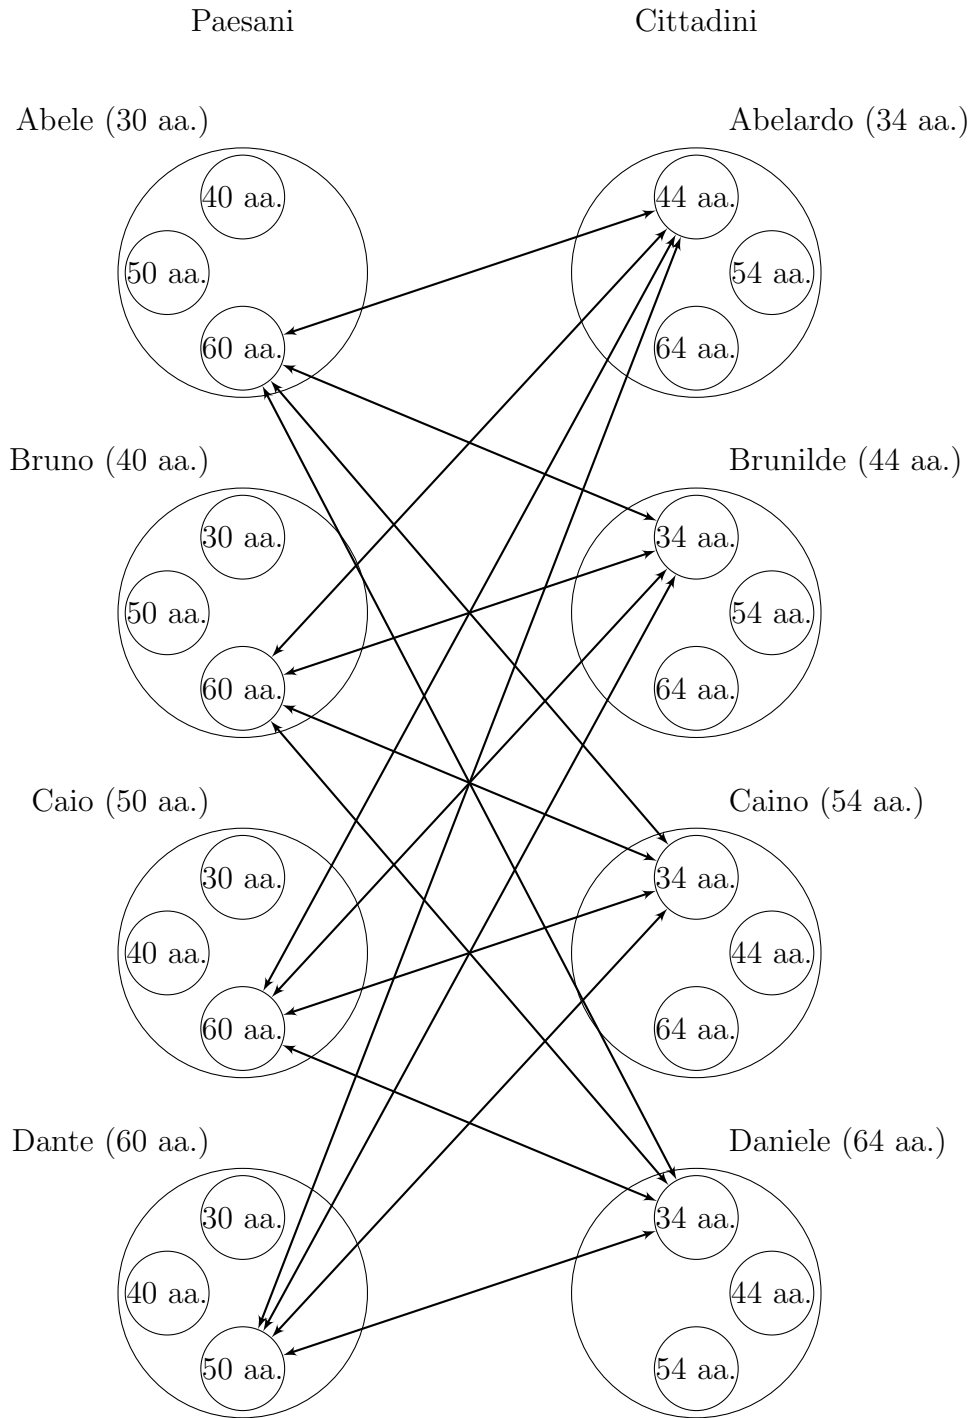 Paesani Cittadini
Abele (30 aa.) Abelardo (34 aa.)
40 aa. 44 aa.
50 aa. 54 aa.
60 aa. 64 aa.
Bruno (40 aa.) Brunilde (44 aa.)
30 aa. 34 aa.
50 aa. 54 aa.
60 aa. 64 aa.
Caio (50 aa.) Caino (54 aa.)
30 aa. 34 aa.
40 aa. 44 aa.
60 aa. 64 aa.
Dante (60 aa.) Daniele (64 aa.)
30 aa. 34 aa.
40 aa. 44 aa.
50 aa. 54 aa.